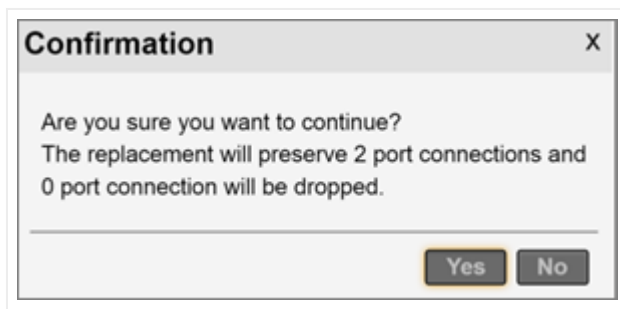 Confirmation
X
Are you sure you want to continue?
The replacement will preserve 2 port connections and
0 port connection will be dropped.
Yes No